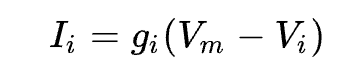 I_i = g_i(V_m − V_i)